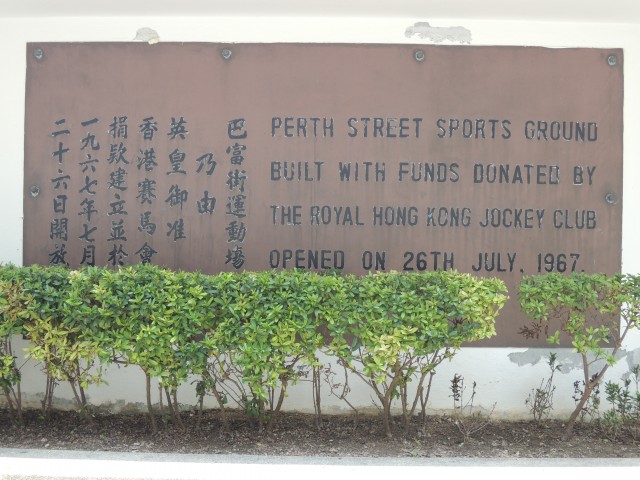 巴富街運動場
乃由
英皇御准
香港賽馬會
捐欵建立並於
一九六七年七月
二十六日開放
PERTH STREET SPORTS GROUND
BUILT WITH FUNDS DONATED BY
THE ROYAL HONG KONG JOCKEY CLUB
OPENED ON 26TH JULY, 1967.